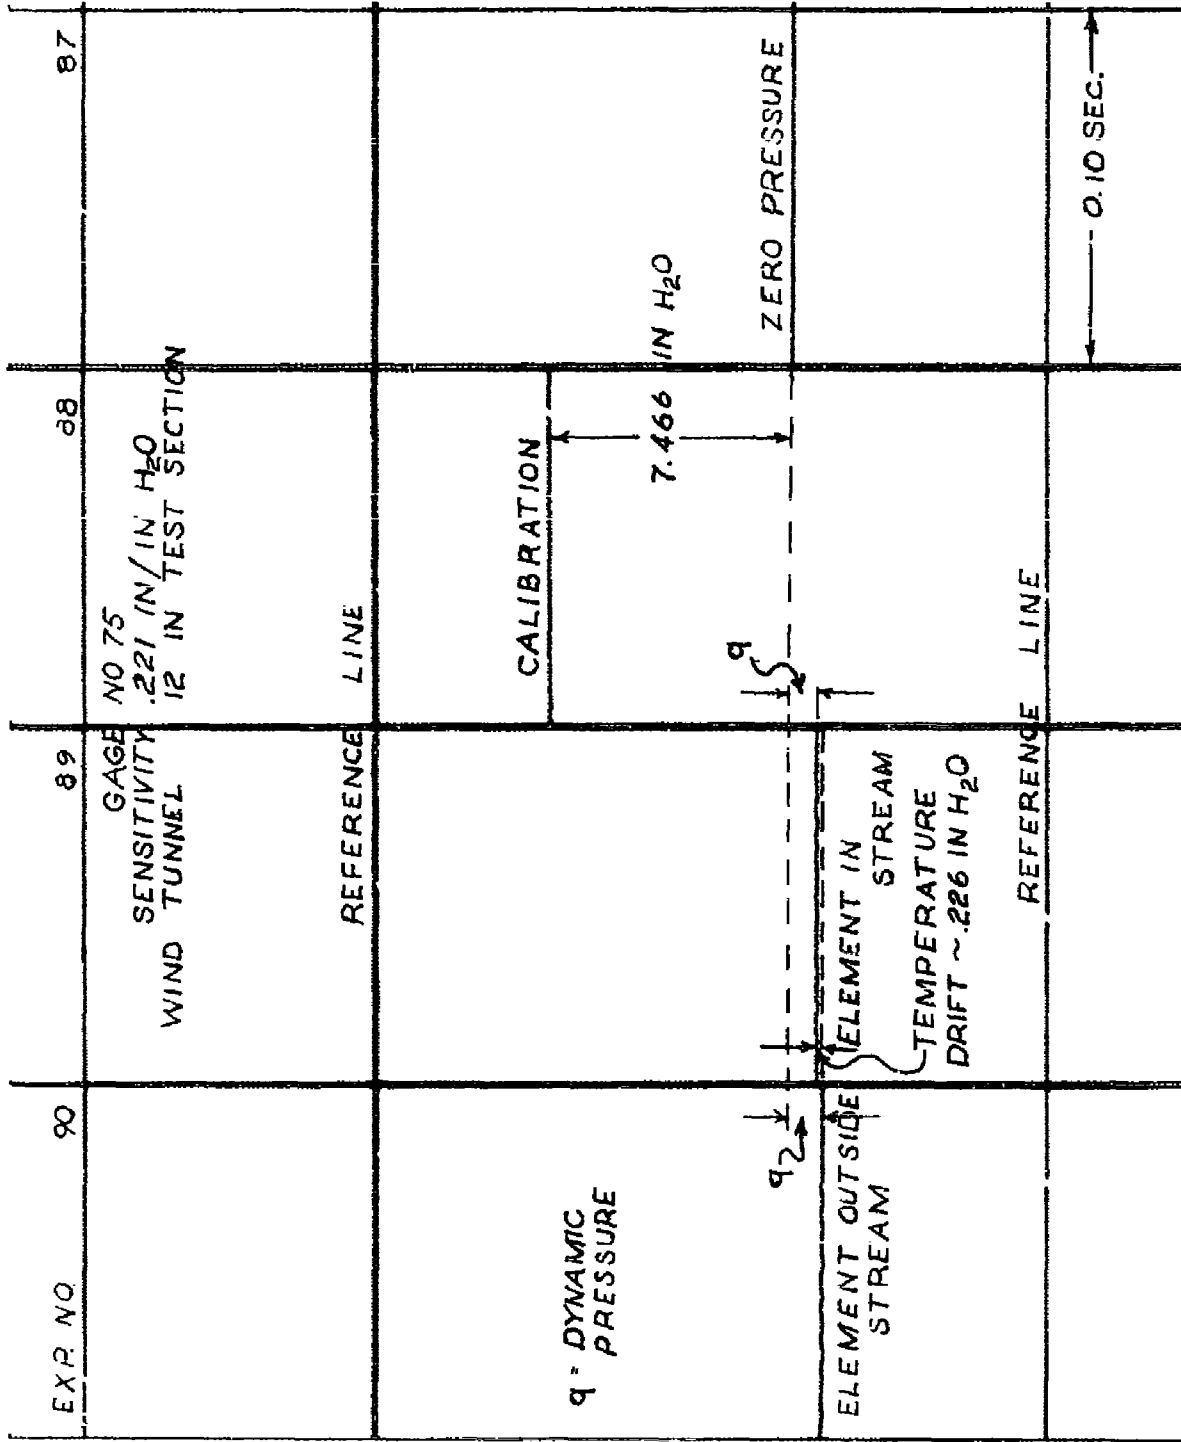 EXP. NO. 90 89 88 87
GAGE NO 75
SENSITIVITY .221 IN/IN H2O
WIND TUNNEL 12 IN TEST SECTION
REFERENCE LINE
CALIBRATION
7.466 IN H2O
ZERO PRESSURE
q = DYNAMIC
PRESSURE
q
q
ELEMENT OUTSIDE
STREAM
ELEMENT IN
STREAM
TEMPERATURE
DRIFT ~.226 IN H2O
REFERENCE LINE
0.10 SEC.